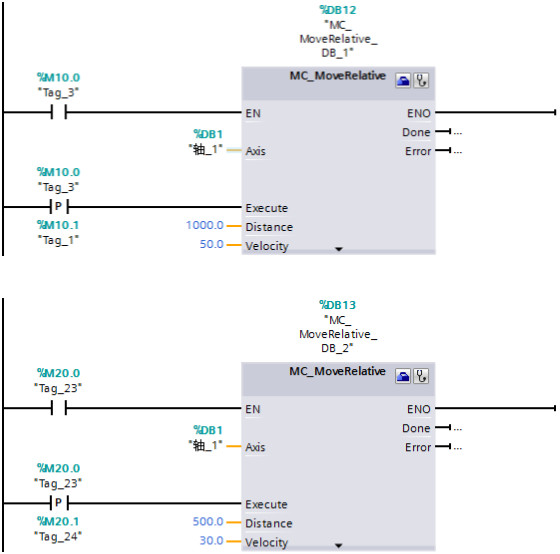 %DB12
"MC_
MoveRelative_
DB_1"
%M10.0
"Tag_3"
MC_MoveRelative
EN
ENO
Done
...
%DB1
"轴_1"
Axis
Error
...
%M10.0
"Tag_3"
P
Execute
%M10.1
"Tag_1"
1000.0
Distance
50.0
Velocity
%DB13
"MC_
MoveRelative_
DB_2"
%M20.0
"Tag_23"
MC_MoveRelative
EN
ENO
Done
...
%DB1
"轴_1"
Axis
Error
...
%M20.0
"Tag_23"
P
Execute
%M20.1
"Tag_24"
500.0
Distance
30.0
Velocity